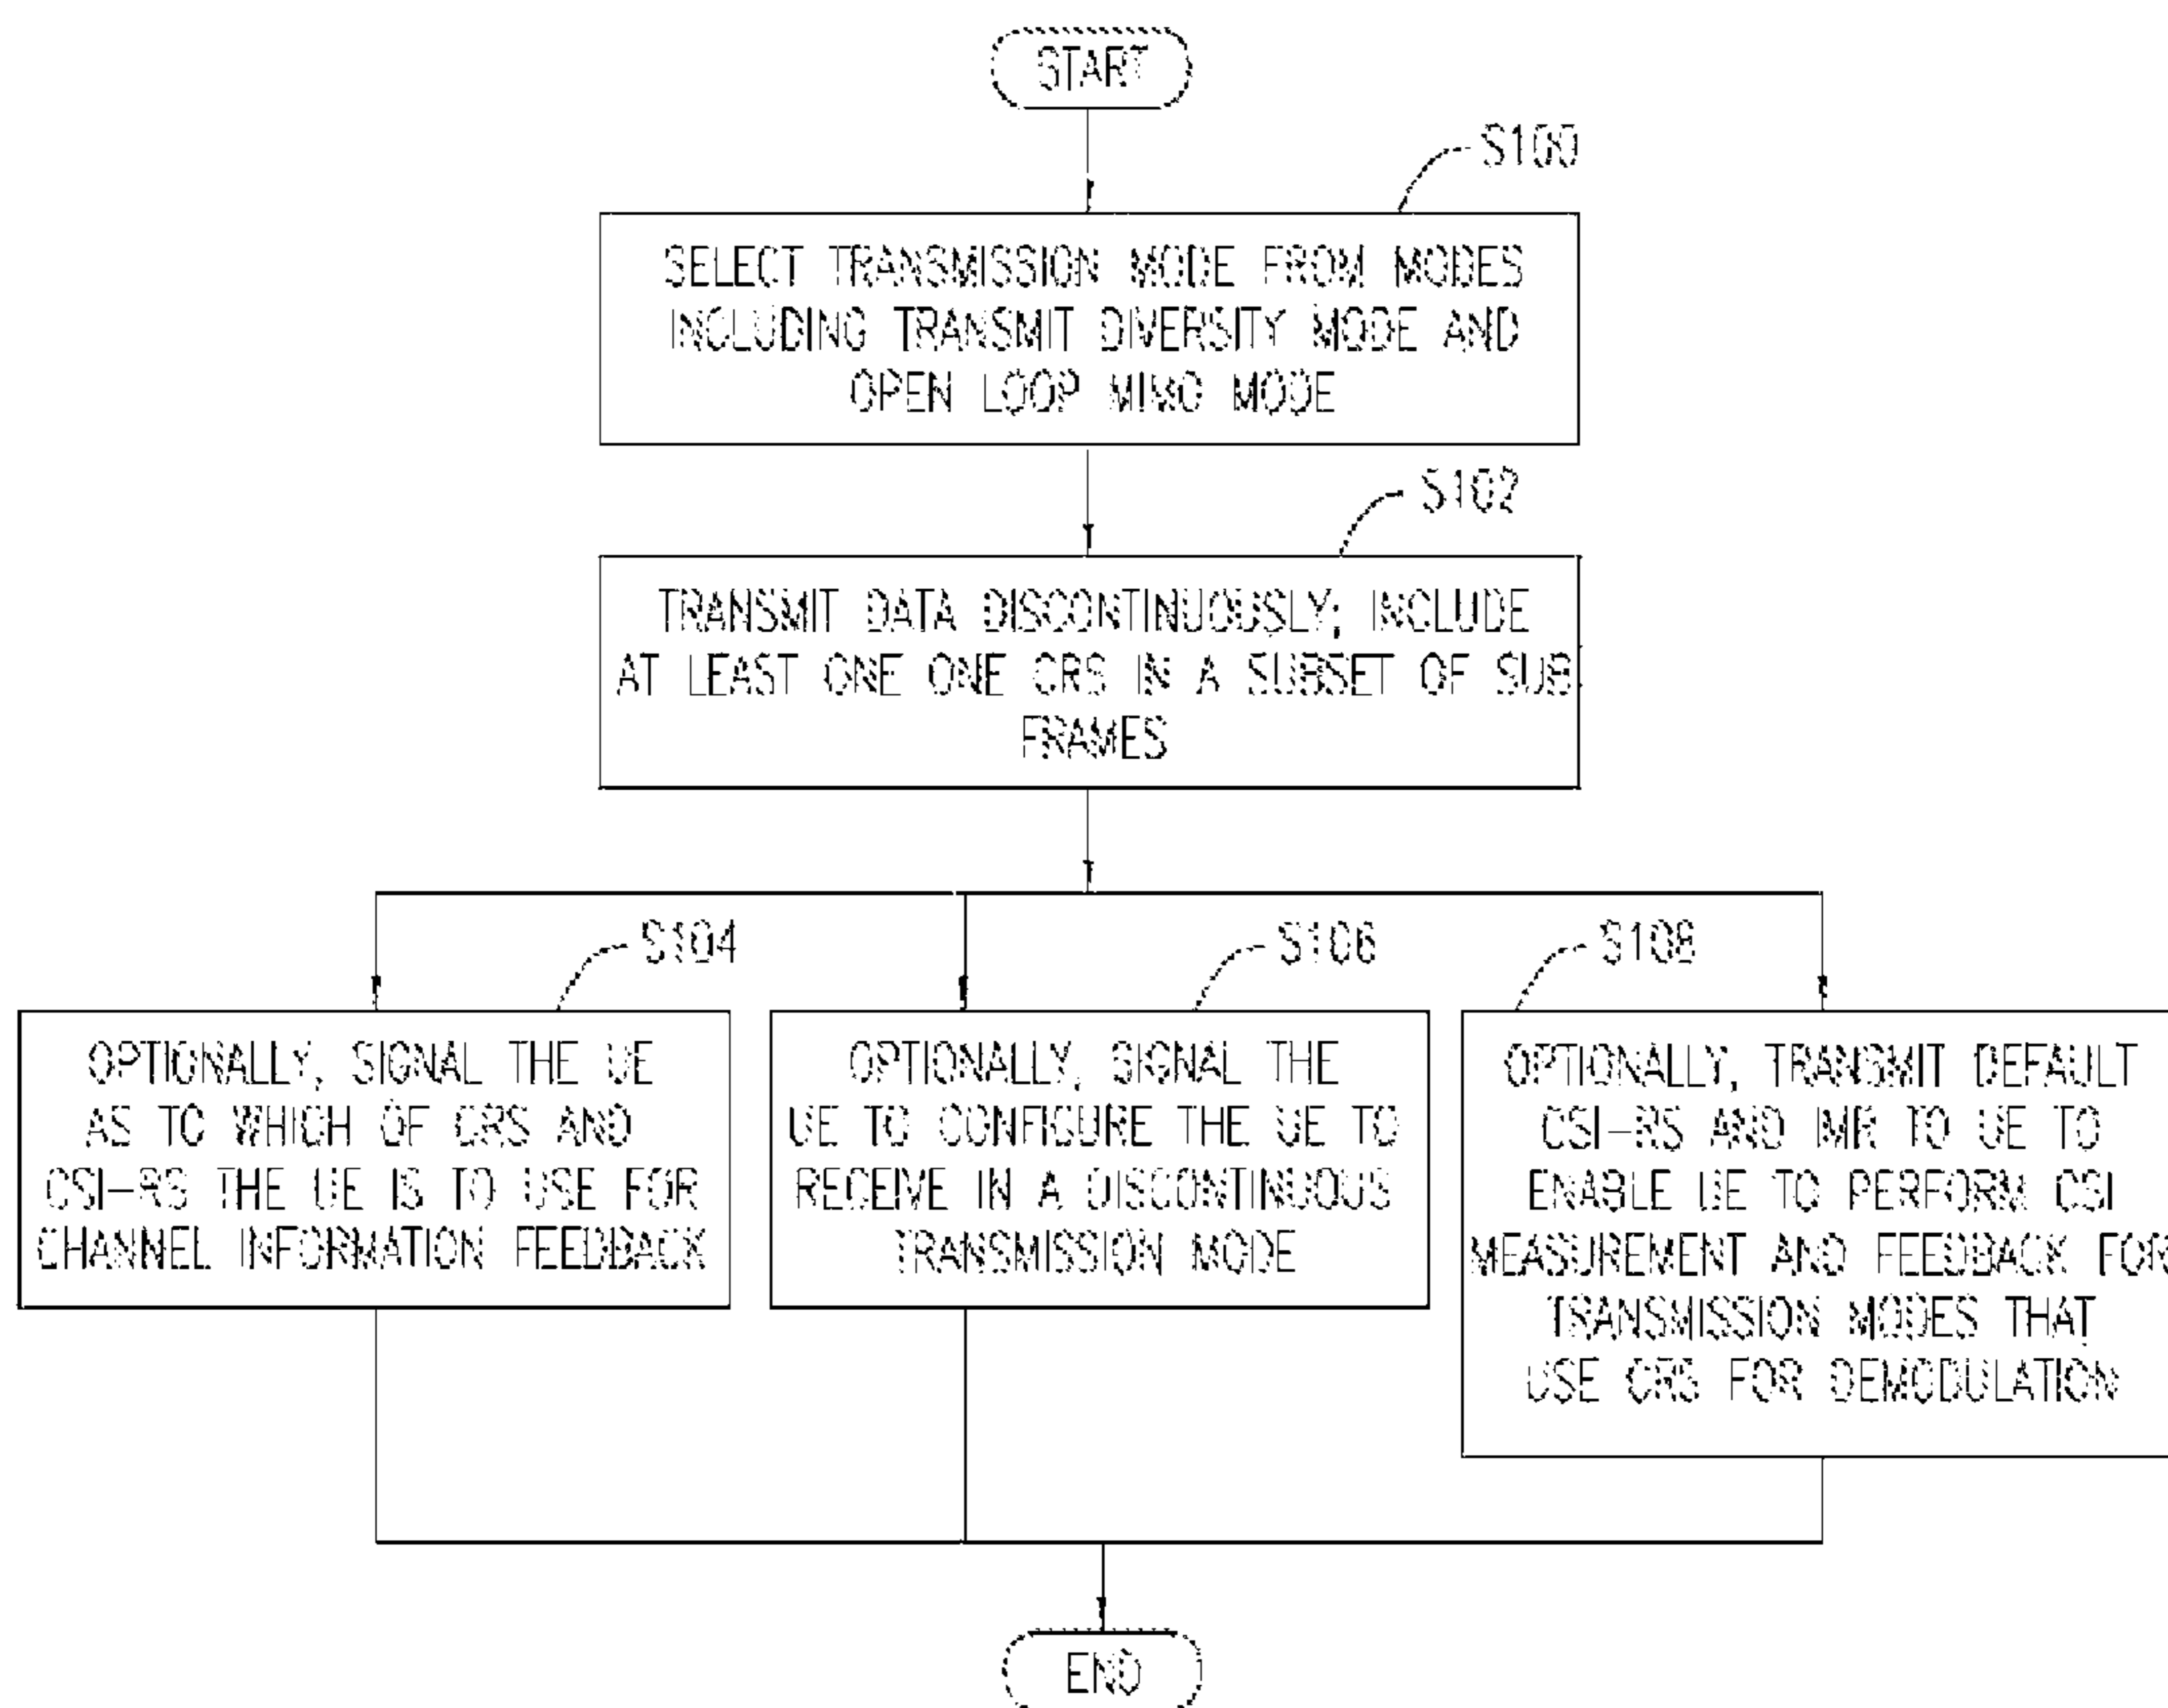 START
S100
SELECT TRANSMISSION MODE FROM MODES
INCLUDING TRANSMIT DIVERSITY MODE AND
OPEN LOOP MIMO MODE
S102
TRANSMIT DATA DISCONTINUOUSLY; INCLUDE
AT LEAST ONE ONE CRS IN A SUBSET OF SUB
FRAMES
S104
OPTIONALLY, SIGNAL THE UE
AS TO WHICH OF CRS AND
CSI-RS THE UE IS TO USE FOR
CHANNEL INFORMATION FEEDBACK
S106
OPTIONALLY, SIGNAL THE
UE TO CONFIGURE THE UE TO
RECEIVE IN A DISCONTINUOUS
TRANSMISSION MODE
S108
OPTIONALLY, TRANSMIT DEFAULT
CSI-RS AND IMR TO UE TO
ENABLE UE TO PERFORM CSI
MEASUREMENT AND FEEDBACK FOR
TRANSMISSION MODES THAT
USE CRS FOR DEMODULATION
END